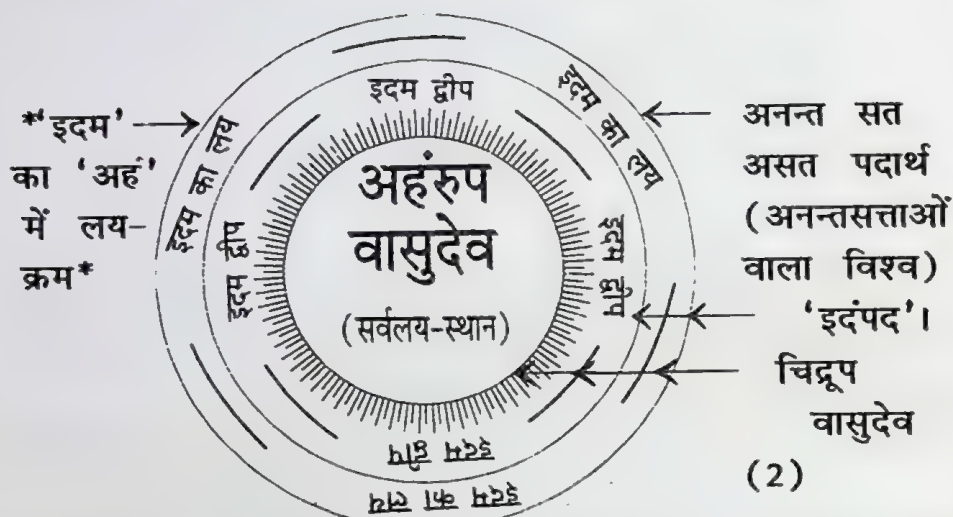 *'इदम'
का 'अहं'
में लय-
क्रम*
इदम का लय
इदम द्वीप
इदम का लय
इदम द्वीप
अहंरुप
वासुदेव
(सर्वलय-स्थान)
इदम द्वीप
इदम द्वीप
इदम का लय
अनन्त सत
असत पदार्थ
(अनन्तसत्ताओं
वाला विश्व)
'इदंपद'।
चिद्रूप
वासुदेव
(2)